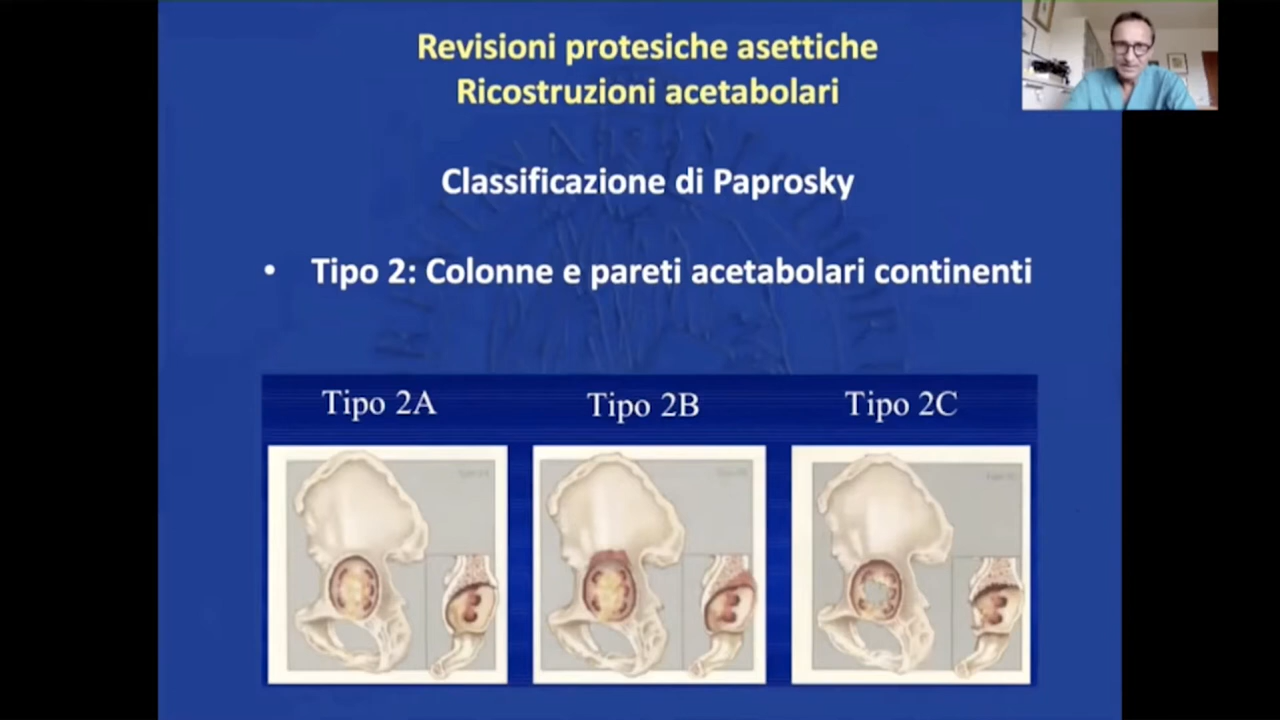 Revisioni protesiche asettiche
Ricostruzioni acetabolari
Classificazione di Paprosky
• Tipo 2: Colonne e pareti acetabolari continenti
Tipo 2A
Tipo 2B
Tipo 2C